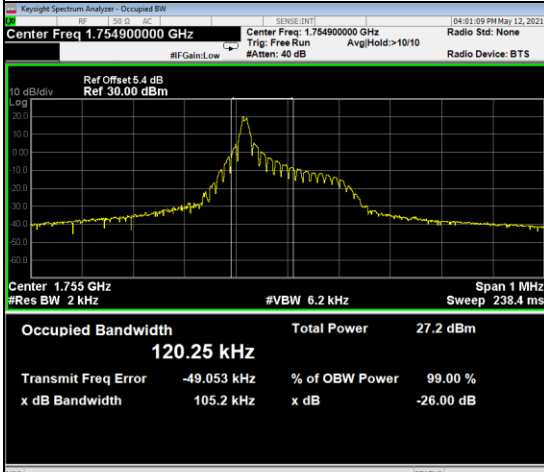 Keysight Spectrum Analyzer - Occupied BW
RF 50 Ω AC SENSE:INT 04:01:09 PM May 12, 2021
Center Freq 1.754900000 GHz Center Freq: 1.754900000 GHz Radio Std: None
Trig: Free Run Avg|Hold:>10/10
#IFGain:Low #Atten: 40 dB Radio Device: BTS
Ref Offset 5.4 dB
10 dB/div Ref 30.00 dBm
Log
20.0
10.0
0.00
-10.0
-20.0
-30.0
-40.0
-50.0
-60.0
Center 1.755 GHz Span 1 MHz
#Res BW 2 kHz #VBW 6.2 kHz Sweep 238.4 ms
Occupied Bandwidth Total Power 27.2 dBm
120.25 kHz
Transmit Freq Error -49.053 kHz % of OBW Power 99.00 %
x dB Bandwidth 105.2 kHz x dB -26.00 dB